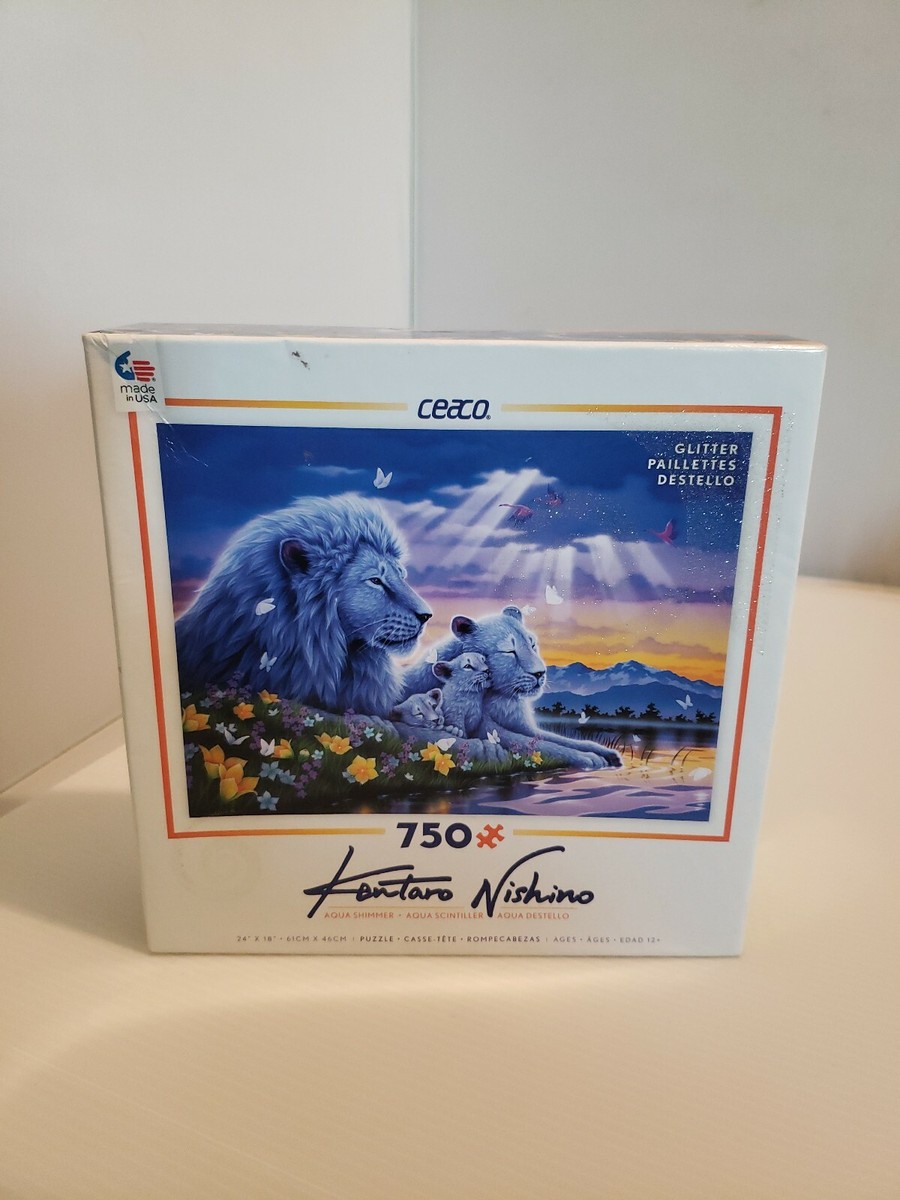 made
in USA
ceaco®
GLITTER
PAILLETTES
DESTELLO
750
Kentaro Nishino
AQUA SHIMMER • AQUA SCINTILLER • AQUA DESTELLO
24" X 18" • 61CM X 46CM | PUZZLE • CASSE-TÊTE • ROMPECABEZAS | AGES • ÂGES • EDAD 12+